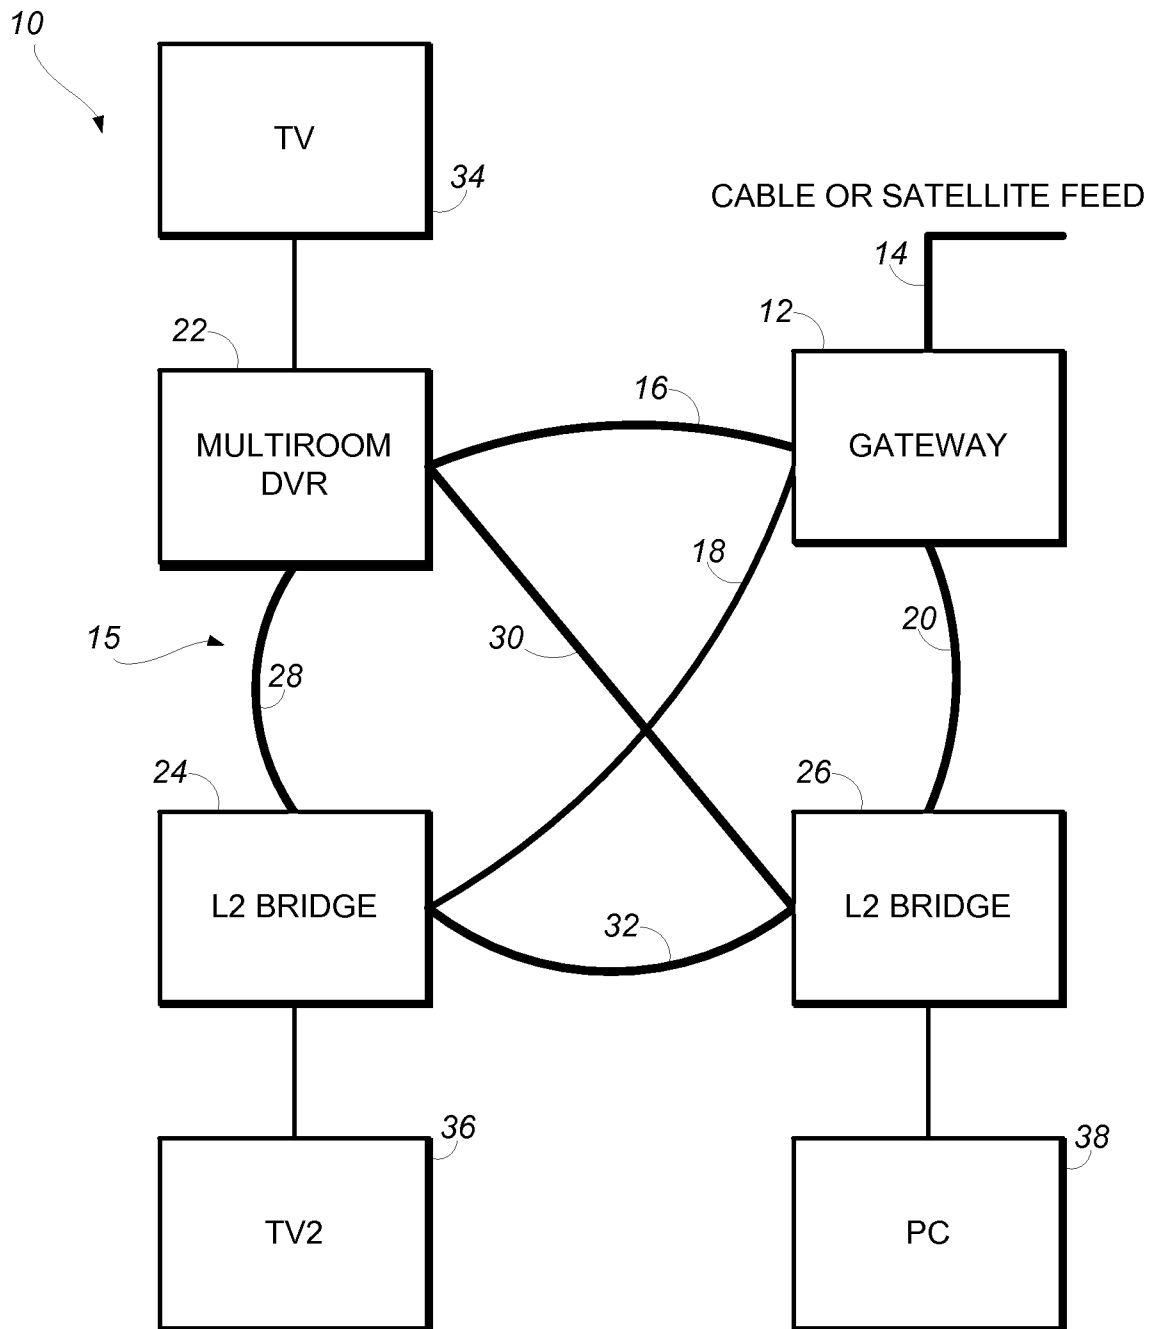 10
TV
34
CABLE OR SATELLITE FEED
14
12
22
16
MULTIROOM
DVR
GATEWAY
18
30
20
15
28
24
26
L2 BRIDGE
L2 BRIDGE
32
36
38
TV2
PC